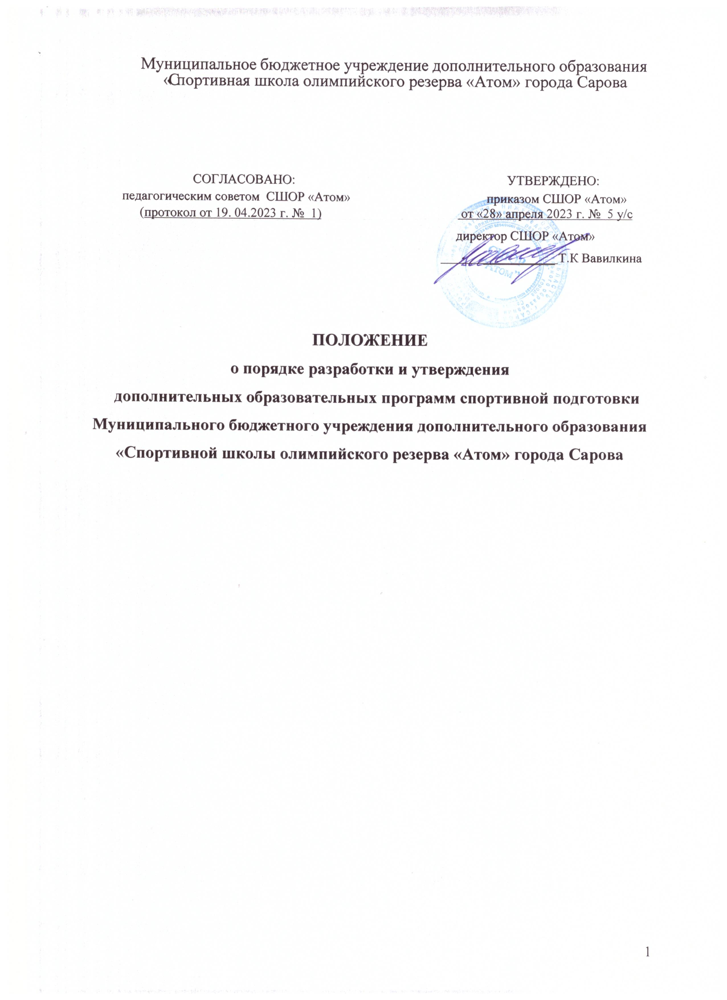 Муниципальное бюджетное учреждение дополнительного образования
«Спортивная школа олимпийского резерва «Атом» города Сарова
СОГЛАСОВАНО:
педагогическим советом СШОР «Атом»
(протокол от 19. 04.2023 г. № 1)
УТВЕРЖДЕНО:
приказом СШОР «Атом»
от «28» апреля 2023 г. № 5 у/с
директор СШОР «Атом»
Т.К Вавилкина
СШОР
"АТОМ"
ПОЛОЖЕНИЕ
о порядке разработки и утверждения
дополнительных образовательных программ спортивной подготовки
Муниципального бюджетного учреждения дополнительного образования
«Спортивной школы олимпийского резерва «Атом» города Сарова
1